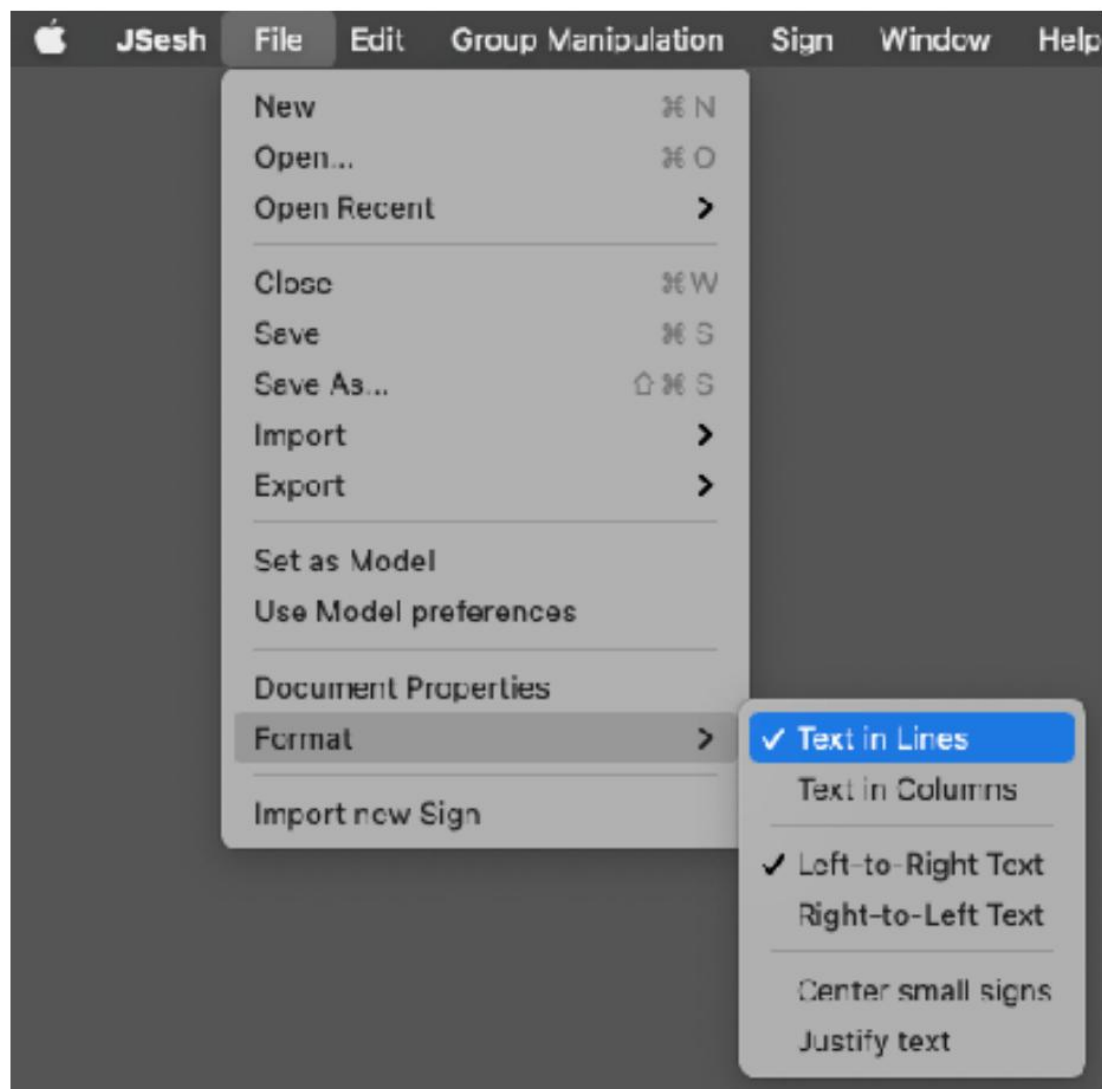 JSesh File Edit Group Manipulation Sign Window Help
New ⌘ N
Open... ⌘ O
Open Recent
Close ⌘ W
Save ⌘ S
Save As... ⇧ ⌘ S
Import
Export
Set as Model
Use Model preferences
Document Properties
Format
Import new Sign
✓ Text in Lines
Text in Columns
✓ Left-to-Right Text
Right-to-Left Text
Center small signs
Justify text